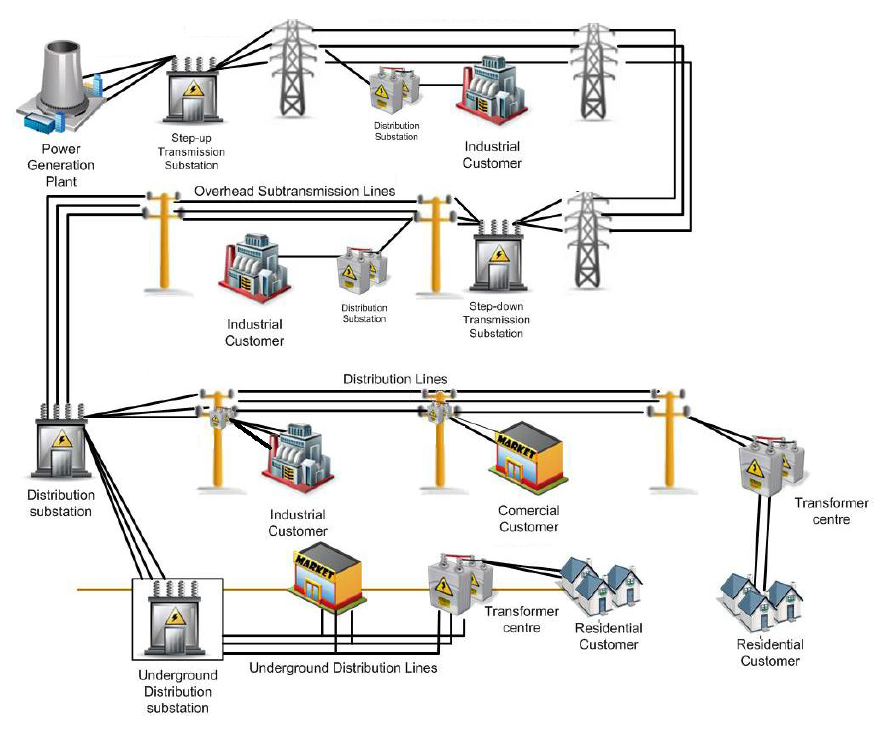 Power
Generation
Plant
Step-up
Transmission
Substation
Distribution
Substation
Industrial
Customer
Overhead Subtransmission Lines
Industrial
Customer
Distribution
Substation
Step-down
Transmission
Substation
Distribution Lines
Distribution
substation
Industrial
Customer
MARKET
Comercial
Customer
Transformer
centre
MARKET
Transformer
centre
Residential
Customer
Residential
Customer
Underground Distribution Lines
Underground
Distribution
substation